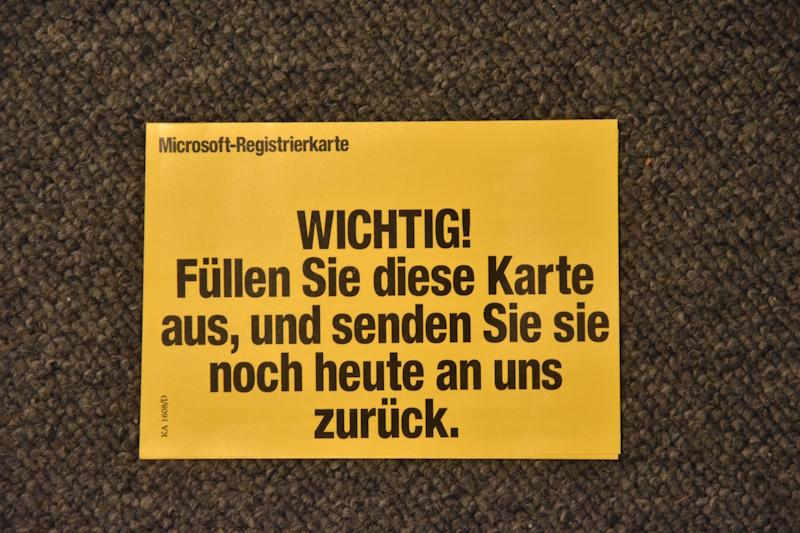 Microsoft-Registrierkarte
WICHTIG!
Füllen Sie diese Karte
aus, und senden Sie sie
noch heute an uns
zurück.
KA 1608/D